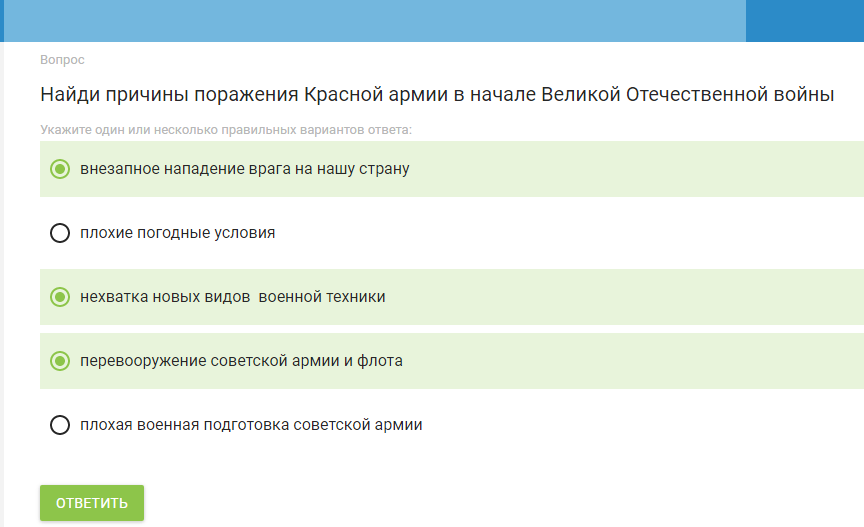 Вопрос
Найди причины поражения Красной армии в начале Великой Отечественной войны
Укажите один или несколько правильных вариантов ответа:
внезапное нападение врага на нашу страну
плохие погодные условия
нехватка новых видов  военной техники
перевооружение советской армии и флота
плохая военная подготовка советской армии
ОТВЕТИТЬ